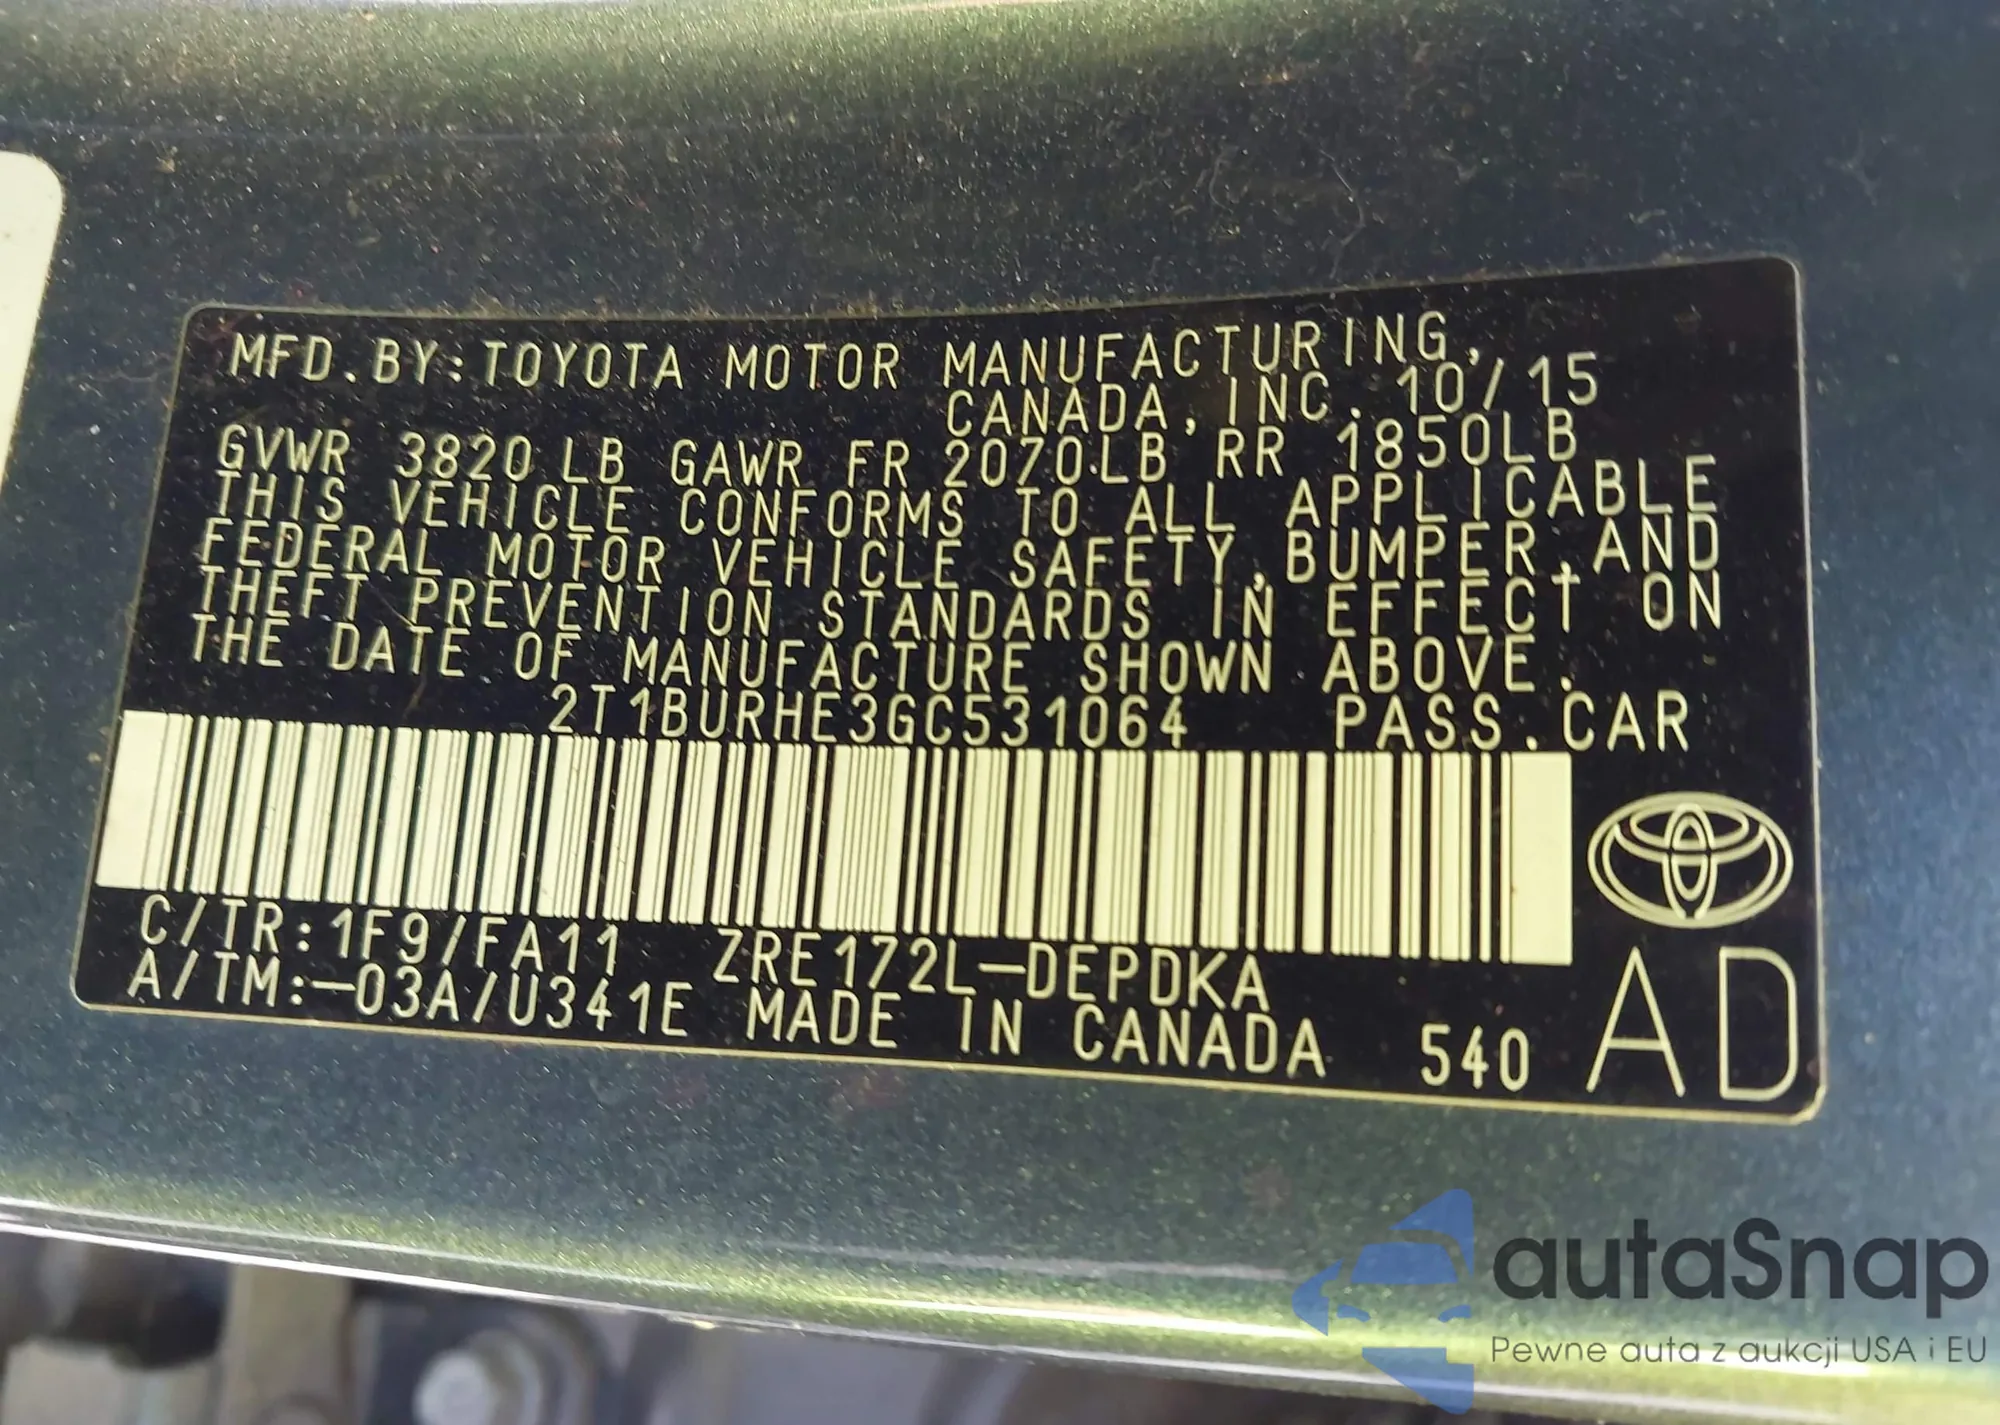 MFD.BY:TOYOTA MOTOR MANUFACTURING,
CANADA,INC. 10/15
GVWR 3820LB GAWR FR 2070LB RR 1850LB
THIS VEHICLE CONFORMS TO ALL APPLICABLE
FEDERAL MOTOR VEHICLE SAFETY,BUMPER,AND
THEFT PREVENTION STANDARDS IN EFFECT ON
THE DATE OF MANUFACTURE SHOWN ABOVE.
2T1BURHE3GC531064 PASS.CAR
C/TR:1F9/FA11 ZRE172L-DEPDKA
A/TM:-03A/U341E MADE IN CANADA 540 AD
autaSnap
Pewne auta z aukcji USA i EU